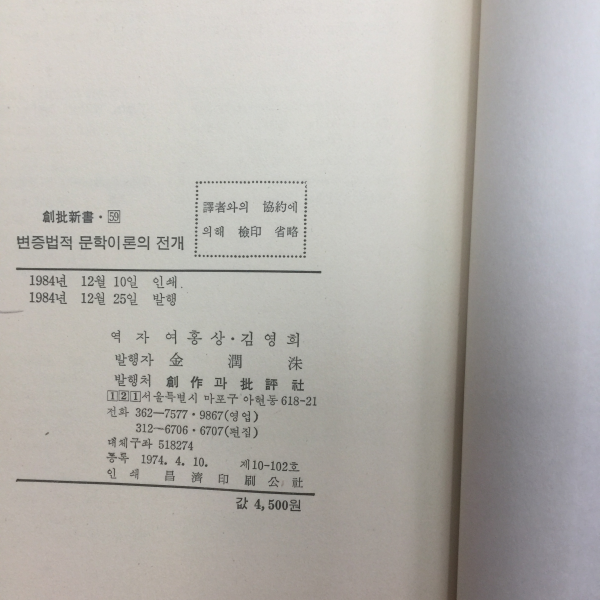 創批新書·59
변증법적 문학이론의 전개
譯者와의 協約에
의해 檢印 省略
1984년 12월 10일 인쇄
1984년 12월 25일 발행
역 자 여홍상·김영희
발행자 金 潤 洙
발행처 創作과批評社
121서울특별시 마포구 아현동 618-21
전화 362-7577·9867(영업)
312-6706·6707(편집)
대체구좌 518274
등록 1974. 4. 10. 제10-102호
인 쇄 昌濟印刷公社
값 4,500원